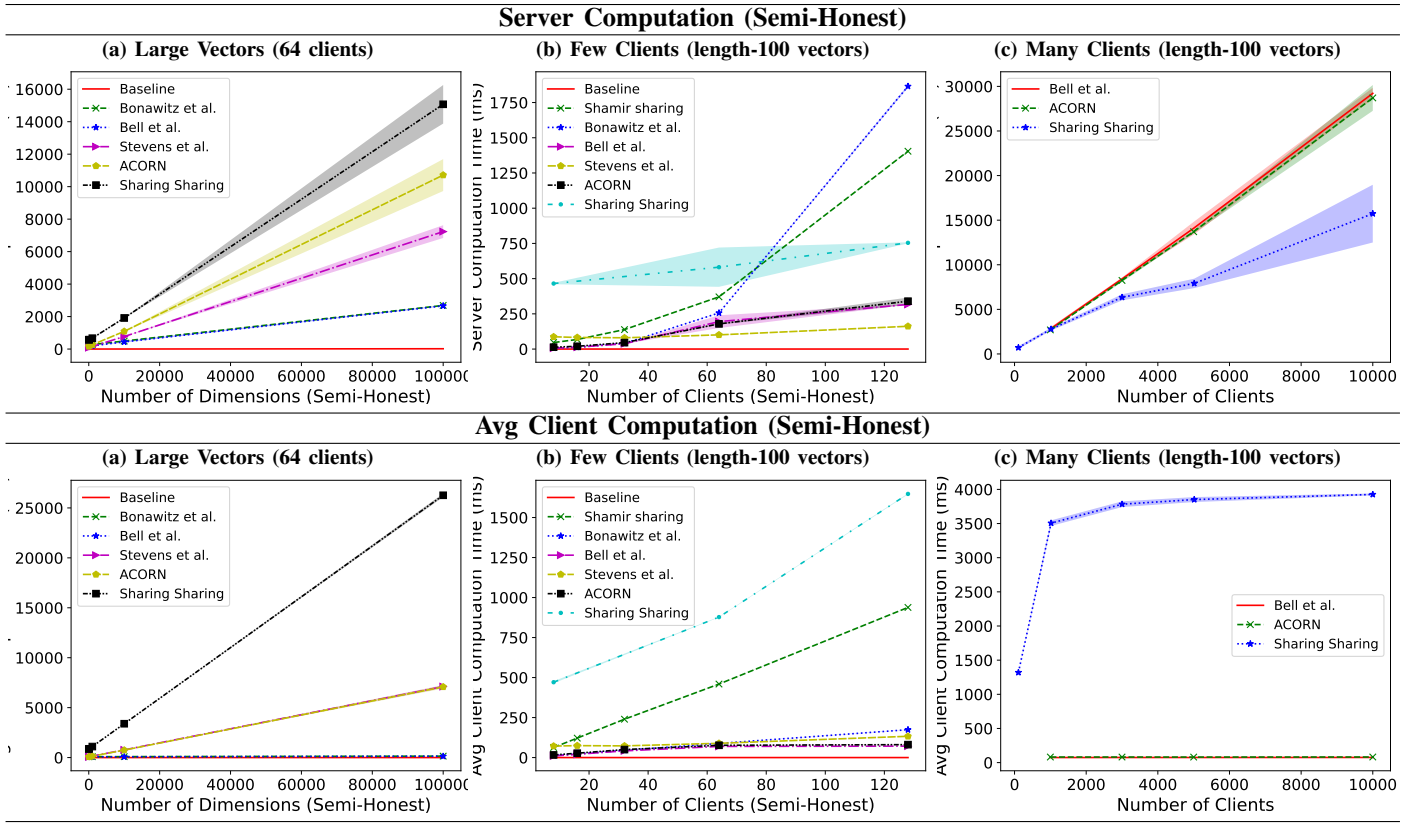 Server Computation (Semi-Honest)
(a) Large Vectors (64 clients)
(b) Few Clients (length-100 vectors)
(c) Many Clients (length-100 vectors)
16000
14000
12000
10000
8000
6000
4000
2000
0
Baseline
Bonawitz et al.
Bell et al.
Stevens et al.
ACORN
Sharing Sharing
0 20000 40000 60000 80000 100000
Number of Dimensions (Semi-Honest)
Server Computation Time (ms)
1750
1500
1250
1000
750
500
250
0
Baseline
Shamir sharing
Bonawitz et al.
Bell et al.
Stevens et al.
ACORN
Sharing Sharing
20 40 60 80 100 120
Number of Clients (Semi-Honest)
30000
25000
20000
15000
10000
5000
0
Bell et al.
ACORN
Sharing Sharing
0 2000 4000 6000 8000 10000
Number of Clients
Avg Client Computation (Semi-Honest)
(a) Large Vectors (64 clients)
(b) Few Clients (length-100 vectors)
(c) Many Clients (length-100 vectors)
25000
20000
15000
10000
5000
0
Baseline
Bonawitz et al.
Bell et al.
Stevens et al.
ACORN
Sharing Sharing
0 20000 40000 60000 80000 100000
Number of Dimensions (Semi-Honest)
Avg Client Computation Time (ms)
1500
1250
1000
750
500
250
0
Baseline
Shamir sharing
Bonawitz et al.
Bell et al.
Stevens et al.
ACORN
Sharing Sharing
20 40 60 80 100 120
Number of Clients (Semi-Honest)
Avg Client Computation Time (ms)
4000
3500
3000
2500
2000
1500
1000
500
0
Bell et al.
ACORN
Sharing Sharing
0 2000 4000 6000 8000 10000
Number of Clients